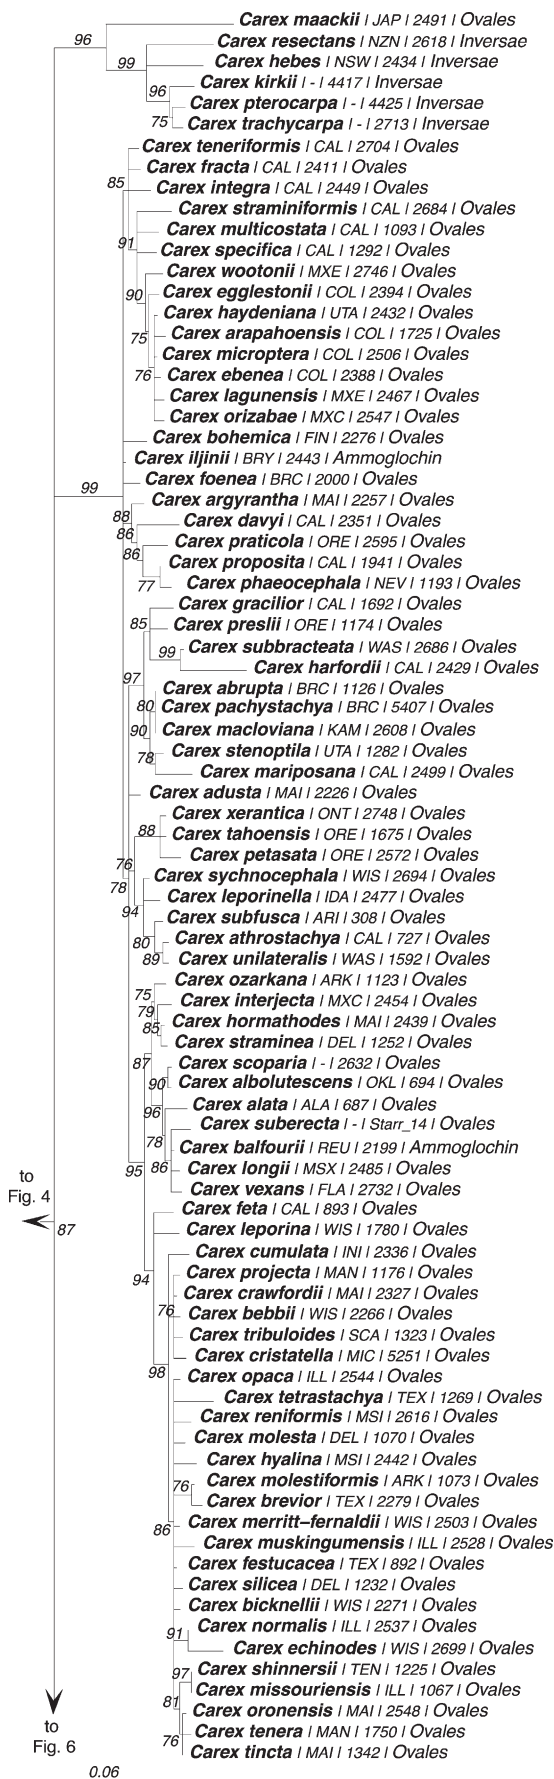 Carex maackii | JAP | 2491 | Ovales
96
Carex resectans | NZN | 2618 | Inversae
99
Carex hebes | NSW | 2434 | Inversae
Carex kirkii | - | 4417 | Inversae
96
Carex pterocarpa | - | 4425 | Inversae
75
Carex trachycarpa | - | 2713 | Inversae
Carex teneriformis | CAL | 2704 | Ovales
Carex fracta | CAL | 2411 | Ovales
85
Carex integra | CAL | 2449 | Ovales
Carex straminiformis | CAL | 2684 | Ovales
Carex multicostata | CAL | 1093 | Ovales
91
Carex specifica | CAL | 1292 | Ovales
Carex wootonii | MXE | 2746 | Ovales
90
Carex egglestonii | COL | 2394 | Ovales
Carex haydeniana | UTA | 2432 | Ovales
75
Carex arapahoensis | COL | 1725 | Ovales
Carex microptera | COL | 2506 | Ovales
76
Carex ebenea | COL | 2388 | Ovales
Carex lagunensis | MXE | 2467 | Ovales
Carex orizabae | MXC | 2547 | Ovales
Carex bohemica | FIN | 2276 | Ovales
Carex iljinii | BRY | 2443 | Ammoglochin
99
Carex foenea | BRC | 2000 | Ovales
Carex argyrantha | MAI | 2257 | Ovales
88
Carex davyi | CAL | 2351 | Ovales
86
Carex praticola | ORE | 2595 | Ovales
86
Carex proposita | CAL | 1941 | Ovales
77
Carex phaeocephala | NEV | 1193 | Ovales
Carex gracilior | CAL | 1692 | Ovales
85
Carex preslii | ORE | 1174 | Ovales
Carex subbracteata | WAS | 2686 | Ovales
99
Carex harfordii | CAL | 2429 | Ovales
97
Carex abrupta | BRC | 1126 | Ovales
80
Carex pachystachya | BRC | 5407 | Ovales
90
Carex macloviana | KAM | 2608 | Ovales
Carex stenoptila | UTA | 1282 | Ovales
78
Carex mariposana | CAL | 2499 | Ovales
Carex adusta | MAI | 2226 | Ovales
Carex xerantica | ONT | 2748 | Ovales
88
Carex tahoensis | ORE | 1675 | Ovales
Carex petasata | ORE | 2572 | Ovales
76
Carex sychnocephala | WIS | 2694 | Ovales
78
Carex leporinella | IDA | 2477 | Ovales
94
Carex subfusca | ARI | 308 | Ovales
80
Carex athrostachya | CAL | 727 | Ovales
89
Carex unilateralis | WAS | 1592 | Ovales
Carex ozarkana | ARK | 1123 | Ovales
75
Carex interjecta | MXC | 2454 | Ovales
79
Carex hormathodes | MAI | 2439 | Ovales
85
Carex straminea | DEL | 1252 | Ovales
87
Carex scoparia | - | 2632 | Ovales
90
Carex albolutescens | OKL | 694 | Ovales
Carex alata | ALA | 687 | Ovales
96
Carex suberecta | - | Starr_14 | Ovales
78
Carex balfourii | REU | 2199 | Ammoglochin
86
Carex longii | MSX | 2485 | Ovales
95
Carex vexans | FLA | 2732 | Ovales
to
Fig. 4
Carex feta | CAL | 893 | Ovales
87
Carex leporina | WIS | 1780 | Ovales
Carex cumulata | INI | 2336 | Ovales
94
Carex projecta | MAN | 1176 | Ovales
Carex crawfordii | MAI | 2327 | Ovales
76
Carex bebbii | WIS | 2266 | Ovales
Carex tribuloides | SCA | 1323 | Ovales
Carex cristatella | MIC | 5251 | Ovales
98
Carex opaca | ILL | 2544 | Ovales
Carex tetrastachya | TEX | 1269 | Ovales
Carex reniformis | MSI | 2616 | Ovales
Carex molesta | DEL | 1070 | Ovales
Carex hyalina | MSI | 2442 | Ovales
Carex molestiformis | ARK | 1073 | Ovales
76
Carex brevior | TEX | 2279 | Ovales
86
Carex merritt–fernaldii | WIS | 2503 | Ovales
Carex muskingumensis | ILL | 2528 | Ovales
Carex festucacea | TEX | 892 | Ovales
Carex silicea | DEL | 1232 | Ovales
Carex bicknellii | WIS | 2271 | Ovales
Carex normalis | ILL | 2537 | Ovales
91
Carex echinodes | WIS | 2699 | Ovales
Carex shinnersii | TEN | 1225 | Ovales
97
Carex missouriensis | ILL | 1067 | Ovales
81
Carex oronensis | MAI | 2548 | Ovales
Carex tenera | MAN | 1750 | Ovales
76
Carex tincta | MAI | 1342 | Ovales
to
Fig. 6
0.06